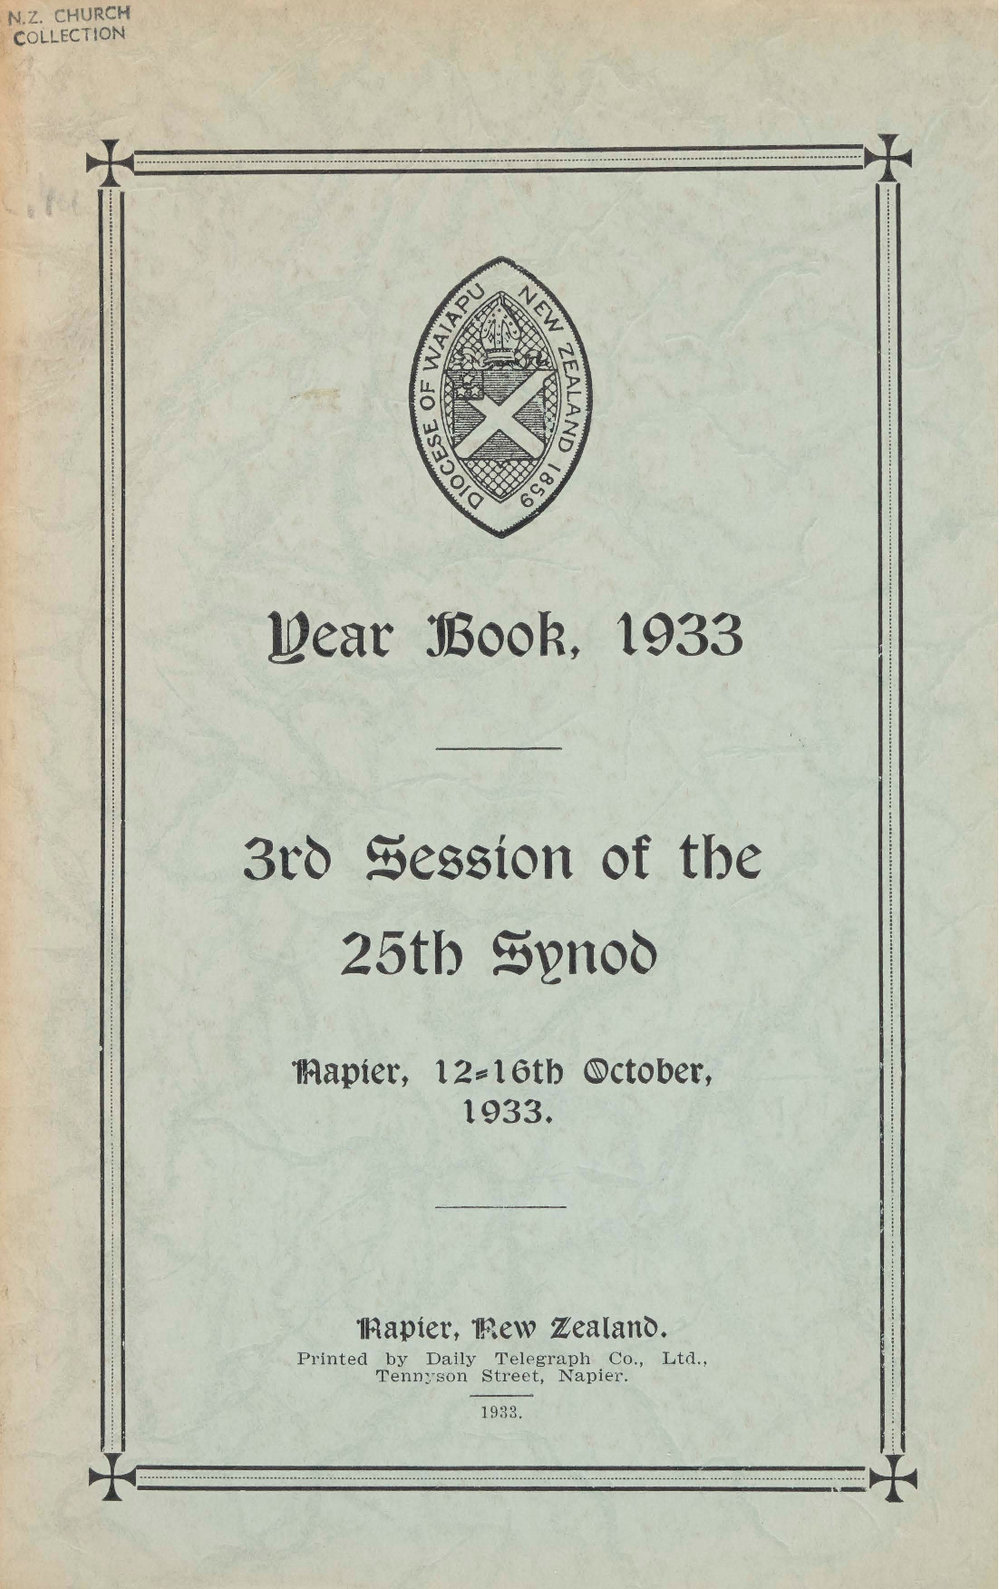 N.Z. CHURCH
COLLECTION
DIOCESE OF WAIAPU NEW ZEALAND 1859
Year Book, 1933
3rd Session of the
25th Synod
Napier, 12-16th October,
1933.
Napier, New Zealand.
Printed by Daily Telegraph Co., Ltd.,
Tennyson Street, Napier.
1933.